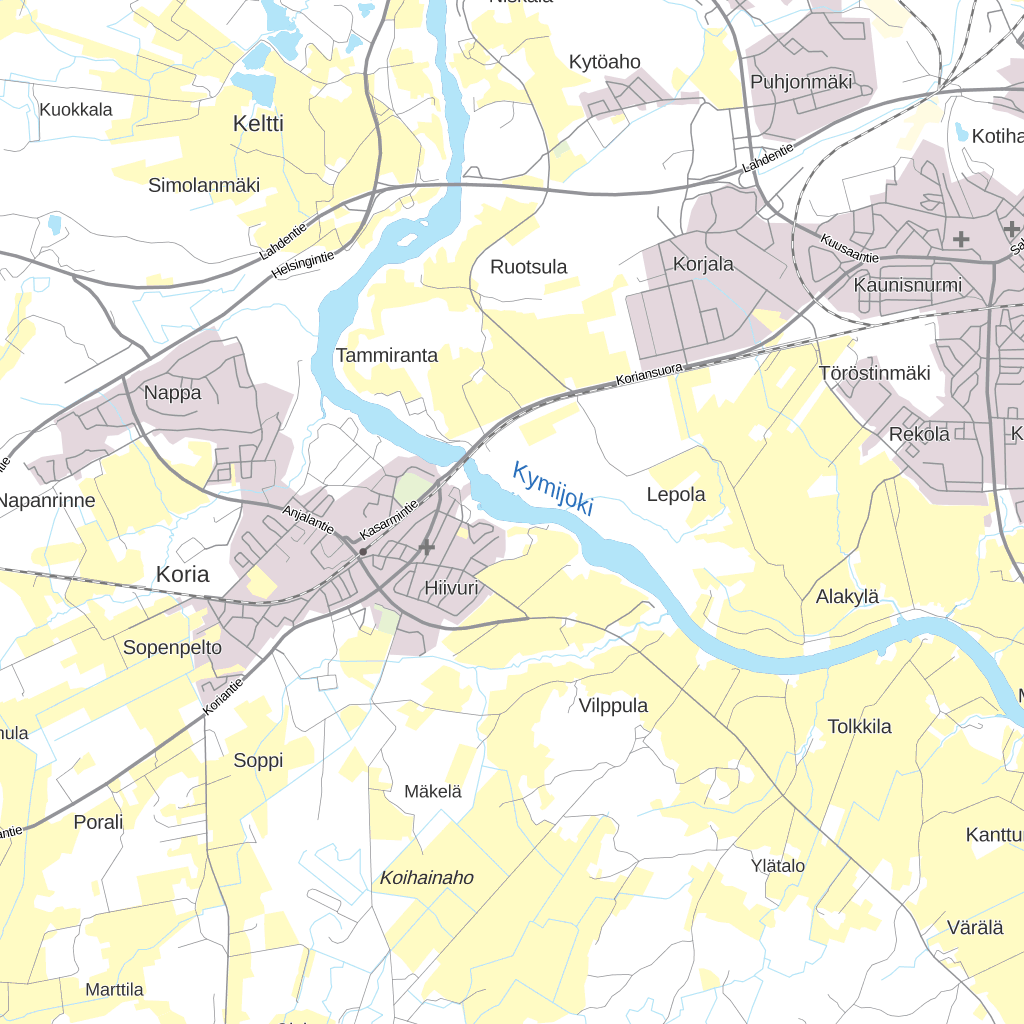 Kytöaho
Puhjonmäki
Kuokkala
Keltti
Lahdentie
Simolanmäki
Lahdentie
Helsingintie
Kuusaantie
Ruotsula
Korjala
Kaunisnurmi
Tammiranta
Koriansuora
Nappa
Töröstinmäki
Rekola
Napanrinne
Kymijoki
Lepola
Anjalantie
Kasarmintie
Koria
Hiivuri
Alakylä
Sopenpelto
Koriantie
Vilppula
Tolkkila
Soppi
Mäkelä
Porali
Ylätalo
Koihainaho
Värälä
Marttila